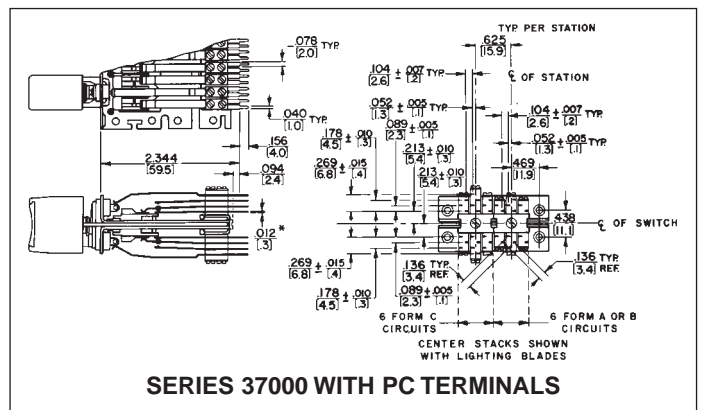 -.078 TYP.
[2.0]
.040
[1.0]
.156
[4.0]
2.344
[59.5]
.094
[2.4]
.012 *
[.3]
TYP. PER STATION
.625
[15.9]
.104 ± .007 TYP.
[2.6] [.2]
℄ OF STATION
.052 ± .005 TYP.
[1.3] [.1]
.104 ± .007 TYP.
[2.6] [.2]
.178 ± .010
[4.5] [.3]
.089 ± .005
[2.3] [.1]
.052 ± .005 TYP.
[1.3] [.1]
.269 ± .015
[6.8] [.4]
.213 ± .010
[5.4] [.3]
.469
[11.9]
.213 ± .010
[5.4] [.3]
.438
[11.1]
℄ OF SWITCH
.269 ± .015
[6.8] [.4]
.136 TYP.
[3.4] REF.
.136 TYP.
[3.4] REF.
.178 ± .010
[4.5] [.3]
.089 ± .005
[2.3] [.1]
6 FORM C
CIRCUITS
6 FORM A OR B
CIRCUITS
CENTER STACKS SHOWN
WITH LIGHTING BLADES
SERIES 37000 WITH PC TERMINALS